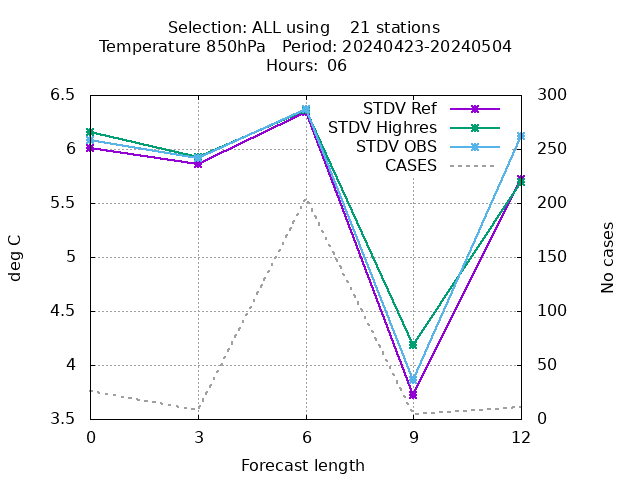 Selection: ALL using    21 stations
Temperature 850hPa   Period: 20240423-20240504
Hours: 06
STDV Ref
STDV Highres
STDV OBS
CASES
6.5
6
5.5
5
4.5
4
3.5
deg C
300
250
200
150
100
50
0
No cases
0 3 6 9 12
Forecast length